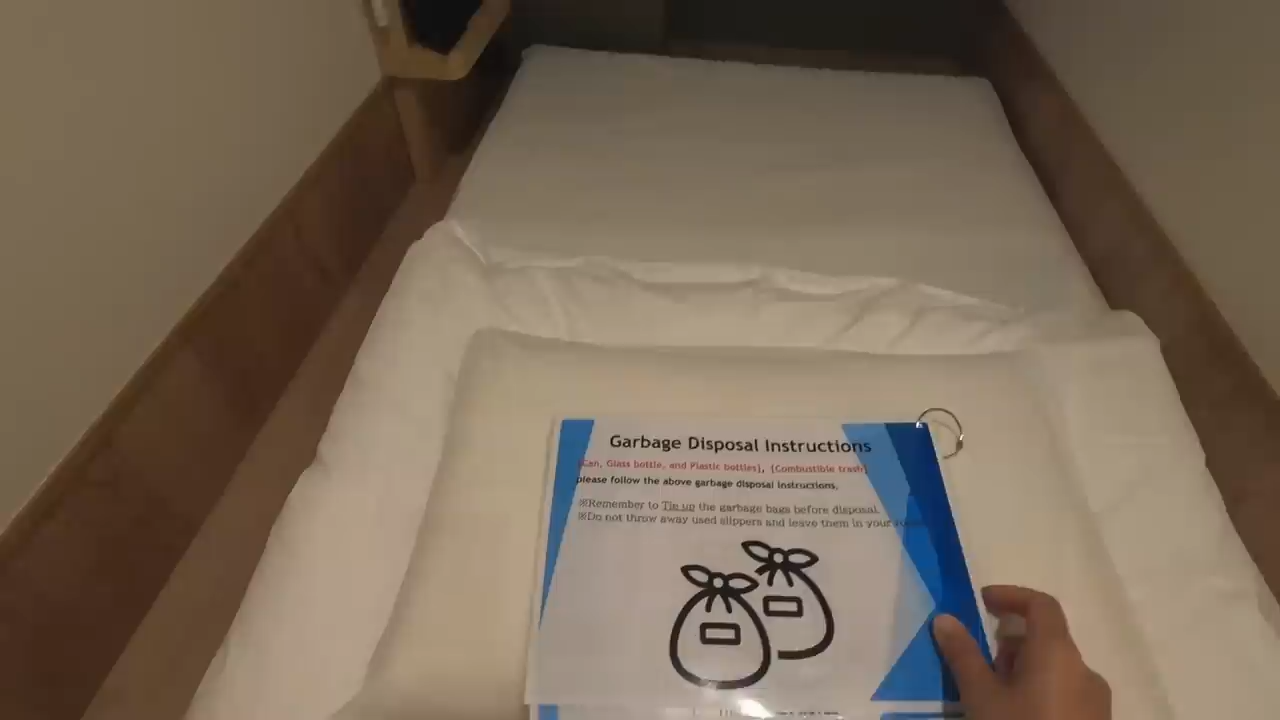 Garbage Disposal Instructions
[Can, Glass bottle, and Plastic bottles], [Combustible trash]
please follow the above garbage disposal instructions.
※Remember to Tie up the garbage bags before disposal.
※Do not throw away used slippers and leave them in your